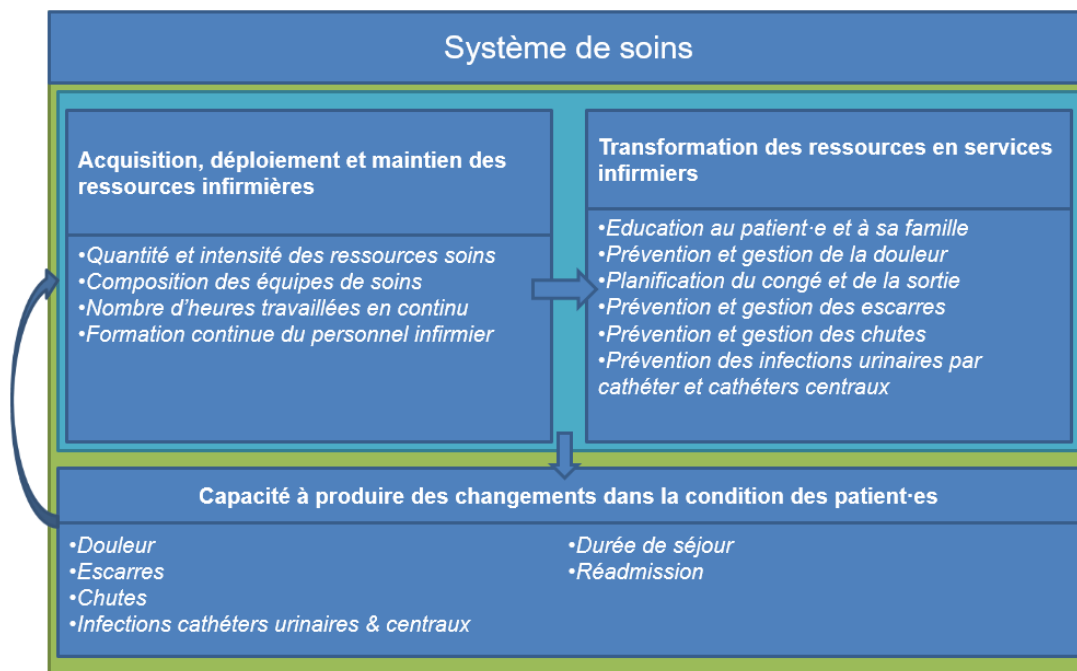 Système de soins
Acquisition, déploiement et maintien des
ressources infirmières
•Quantité et intensité des ressources soins
•Composition des équipes de soins
•Nombre d'heures travaillées en continu
•Formation continue du personnel infirmier
Transformation des ressources en services
infirmiers
•Education au patient·e et à sa famille
•Prévention et gestion de la douleur
•Planification du congé et de la sortie
•Prévention et gestion des escarres
•Prévention et gestion des chutes
•Prévention des infections urinaires par
cathéter et cathéters centraux
Capacité à produire des changements dans la condition des patient·es
•Douleur
•Escarres
•Chutes
•Infections cathéters urinaires & centraux
•Durée de séjour
•Réadmission